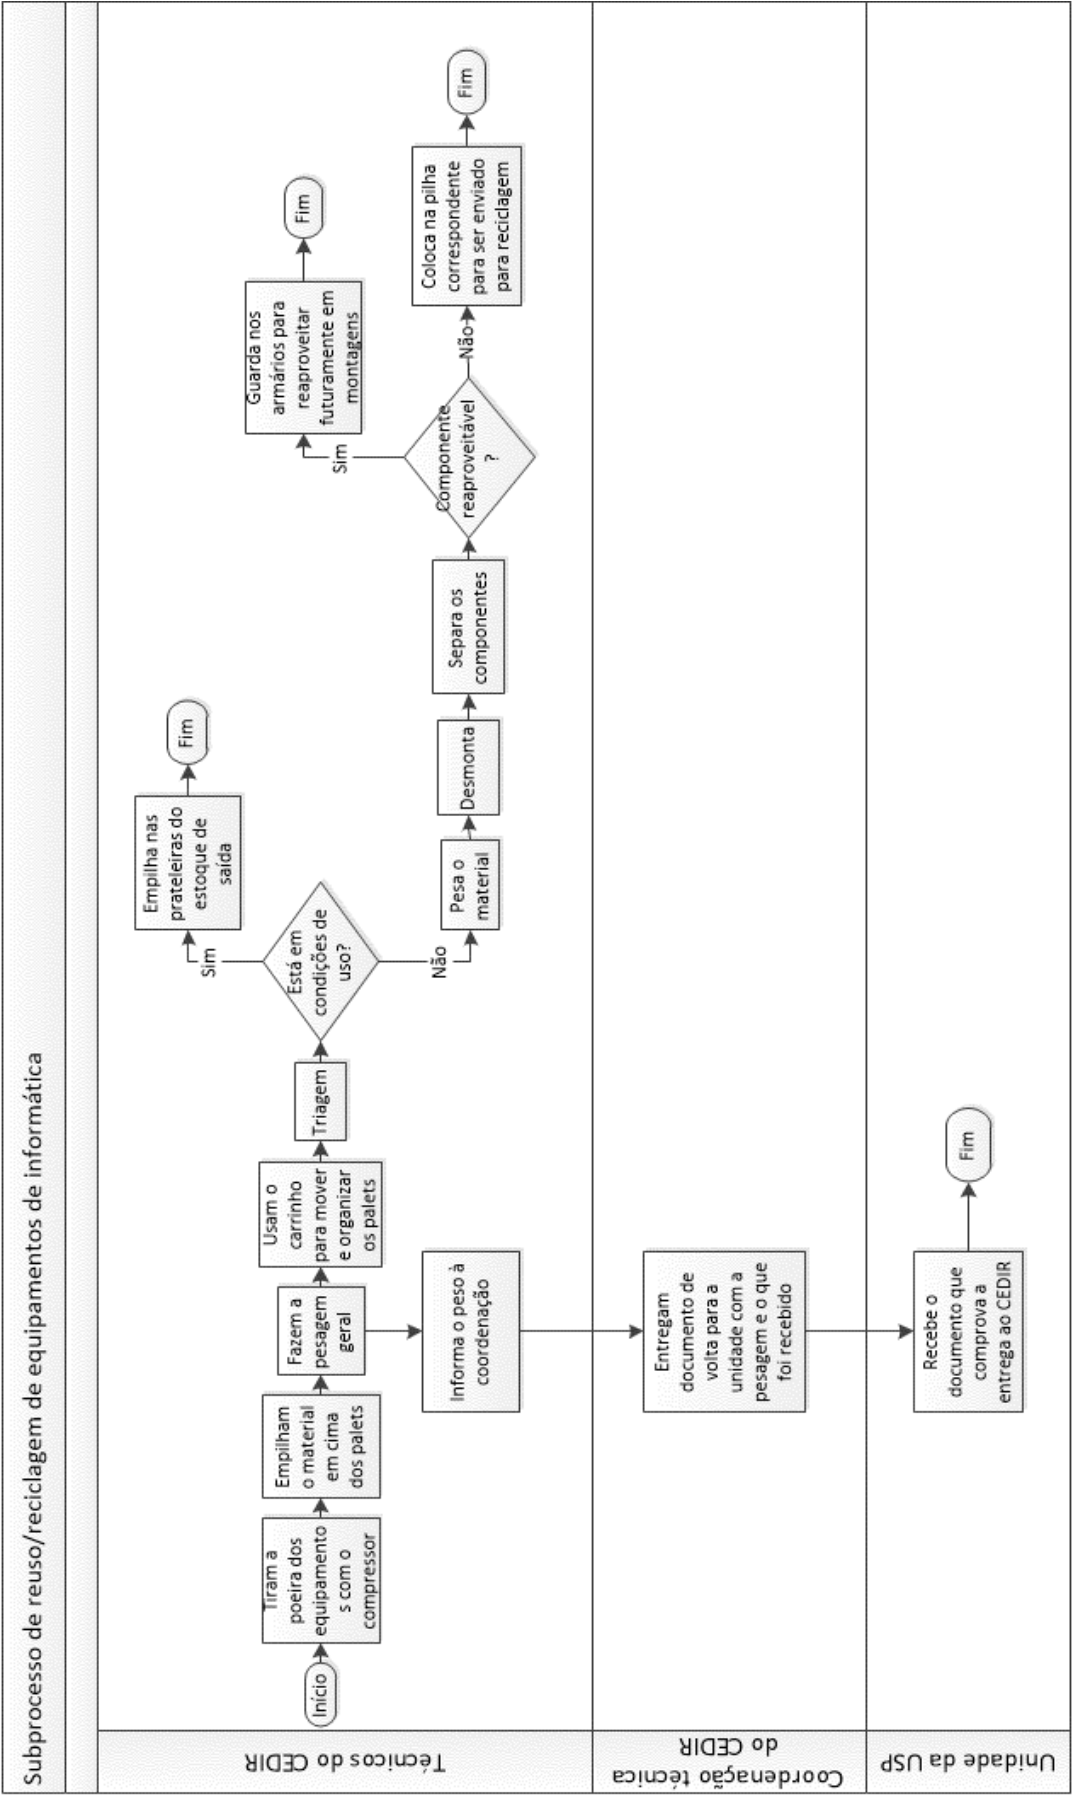 Subprocesso de reuso/reciclagem de equipamentos de informática
Técnicos do CEDIR
Início
Tiram a
poeira dos
equipamento
s com o
compressor
Empilham
o material
em cima
dos palets
Fazem a
pesagem
geral
Usam o
carrinho
para mover
e organizar
os palets
Triagem
Está em
condições de
uso?
Sim
Empilha nas
prateleiras do
estoque de
saída
Fim
Não
Pesa o
material
Desmonta
Separa os
componentes
Componente
reaproveitável
?
Sim
Guarda nos
armários para
reaproveitar
futuramente em
montagens
Fim
Não
Coloca na pilha
correspondente
para ser enviado
para reciclagem
Fim
Informa o peso à
coordenação
Coordenação técnica
do CEDIR
Entregam
documento de
volta para a
unidade com a
pesagem e o que
foi recebido
Unidade da USP
Recebe o
documento que
comprova a
entrega ao CEDIR
Fim